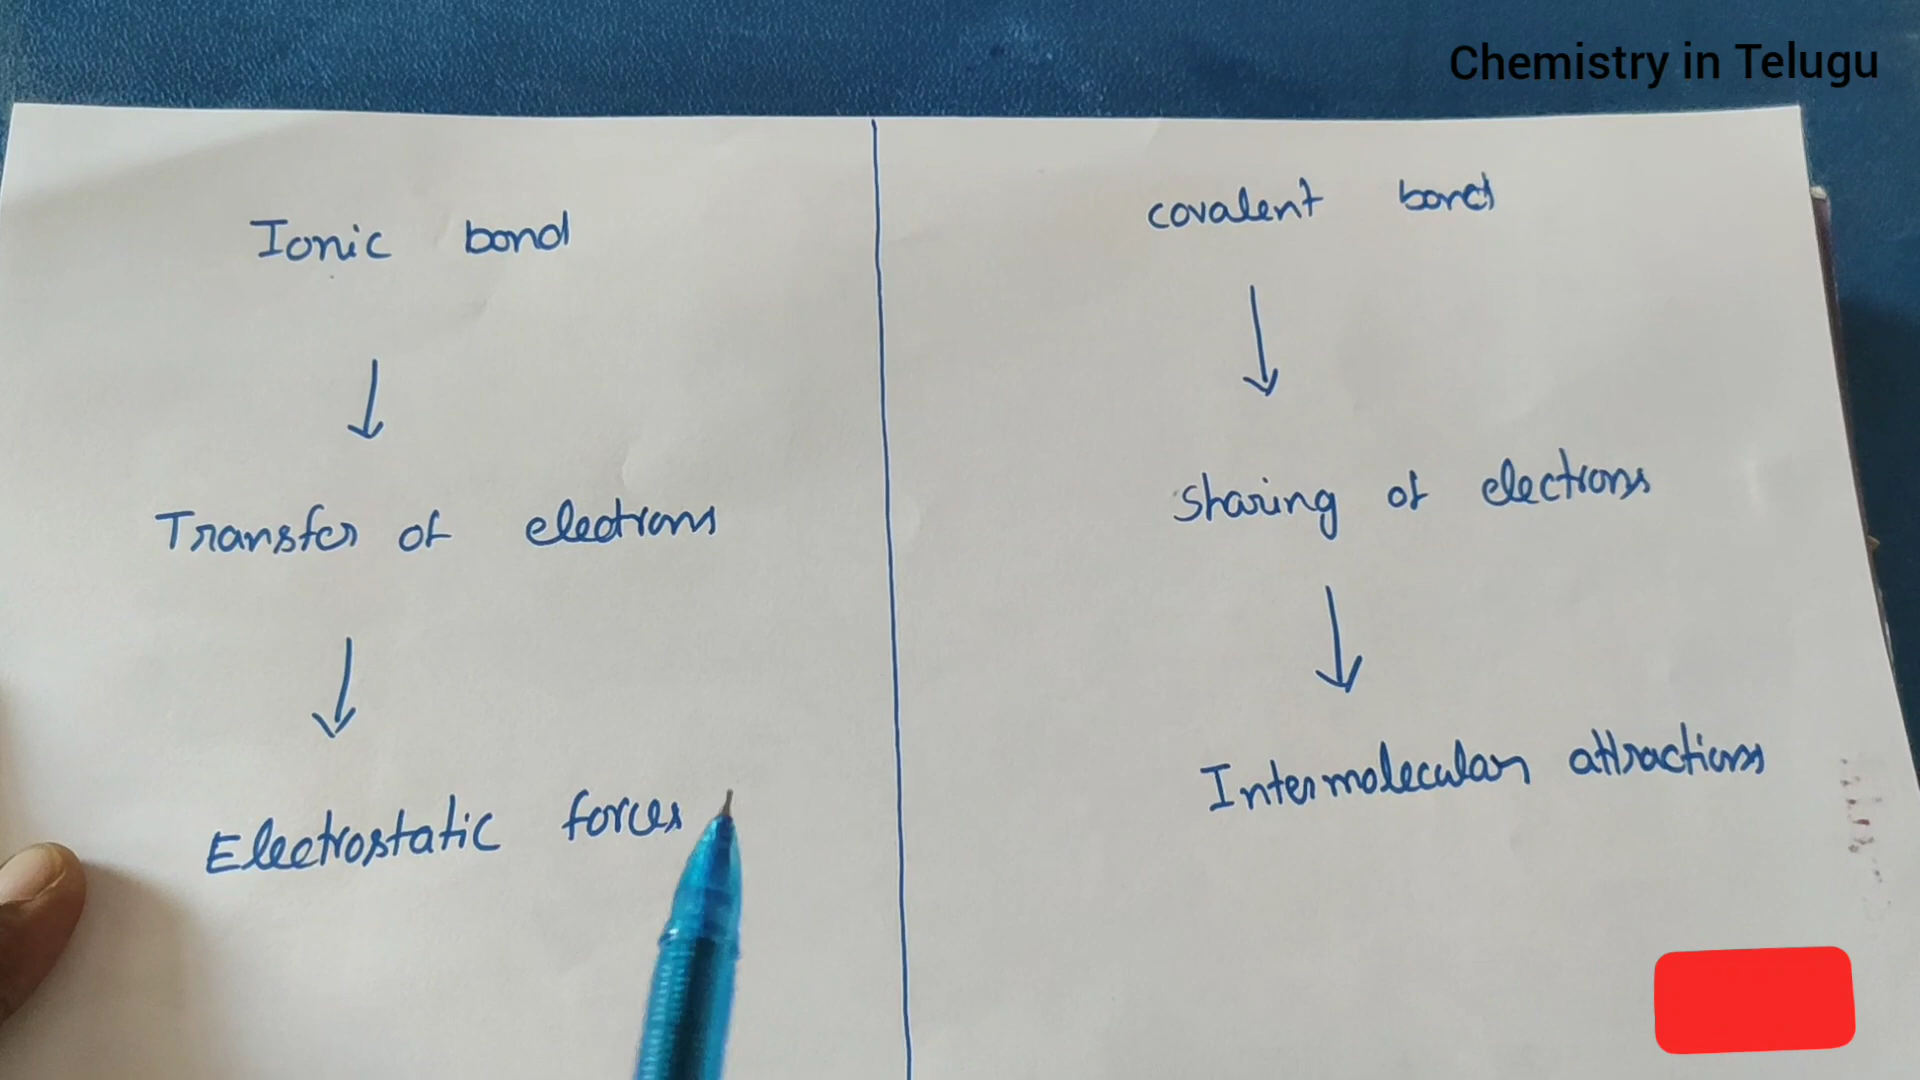 Chemistry in Telugu
Ionic bond
Transfer of electrons
Electrostatic forces
covalent bond
Sharing of electrons
Intermolecular attractions